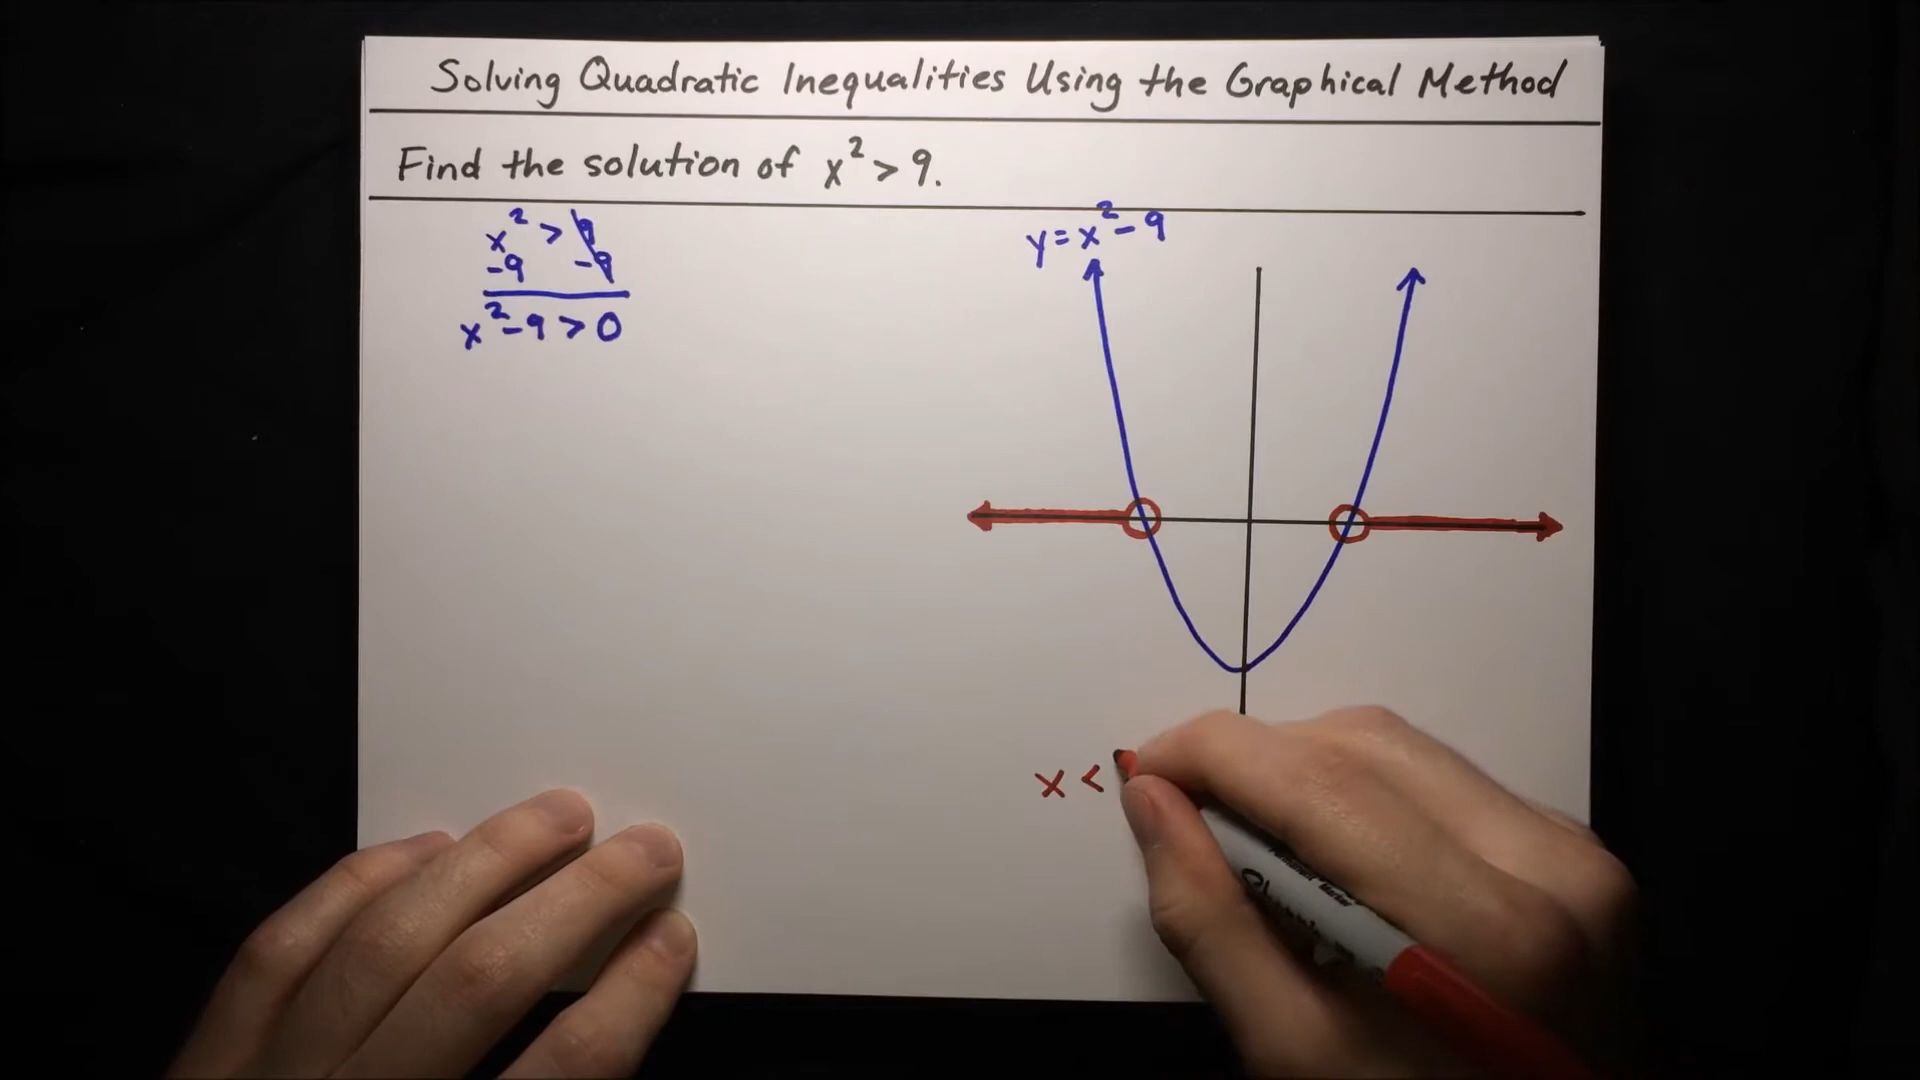 Solving Quadratic Inequalities Using the Graphical Method
Find the solution of x² > 9.
x² > 9
-9 -9
x² - 9 > 0
y = x² - 9
x <